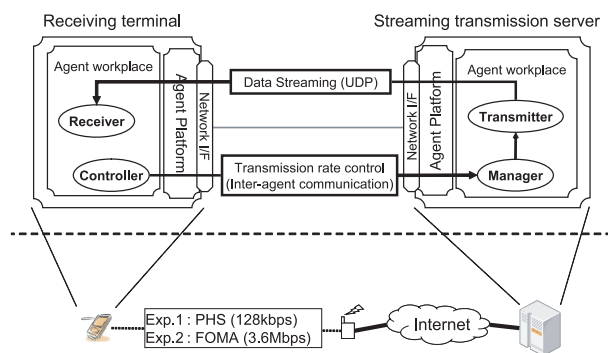 Receiving terminal
Streaming transmission server
Agent workplace
Agent Platform
Network I/F
Receiver
Controller
Data Streaming (UDP)
Transmission rate control
(Inter-agent communication)
Network I/F
Agent Platform
Agent workplace
Transmitter
Manager
Exp.1 : PHS (128kbps)
Exp.2 : FOMA (3.6Mbps)
Internet